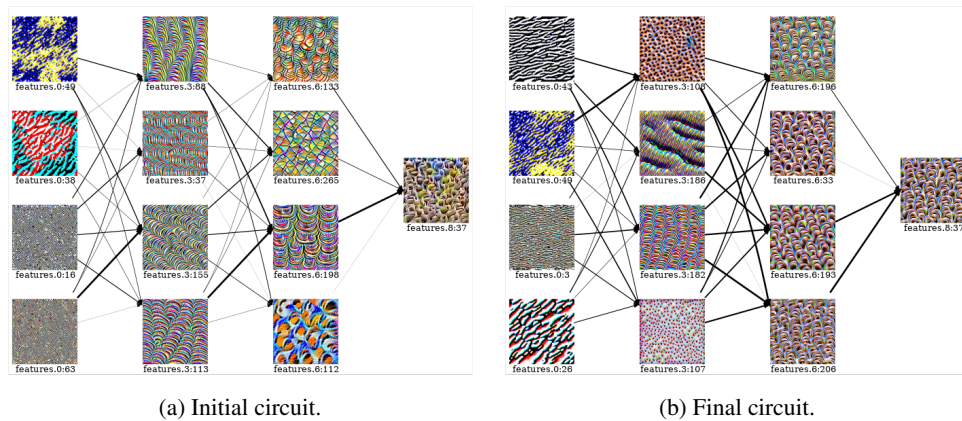 features.0:49
features.3:88
features.6:133
features.0:38
features.3:37
features.6:265
features.8:37
features.0:16
features.3:155
features.6:198
features.0:63
features.3:113
features.6:112
(a) Initial circuit.
features.0:43
features.3:108
features.6:196
features.0:49
features.3:186
features.6:33
features.8:37
features.0:3
features.3:182
features.6:193
features.0:26
features.3:107
features.6:206
(b) Final circuit.